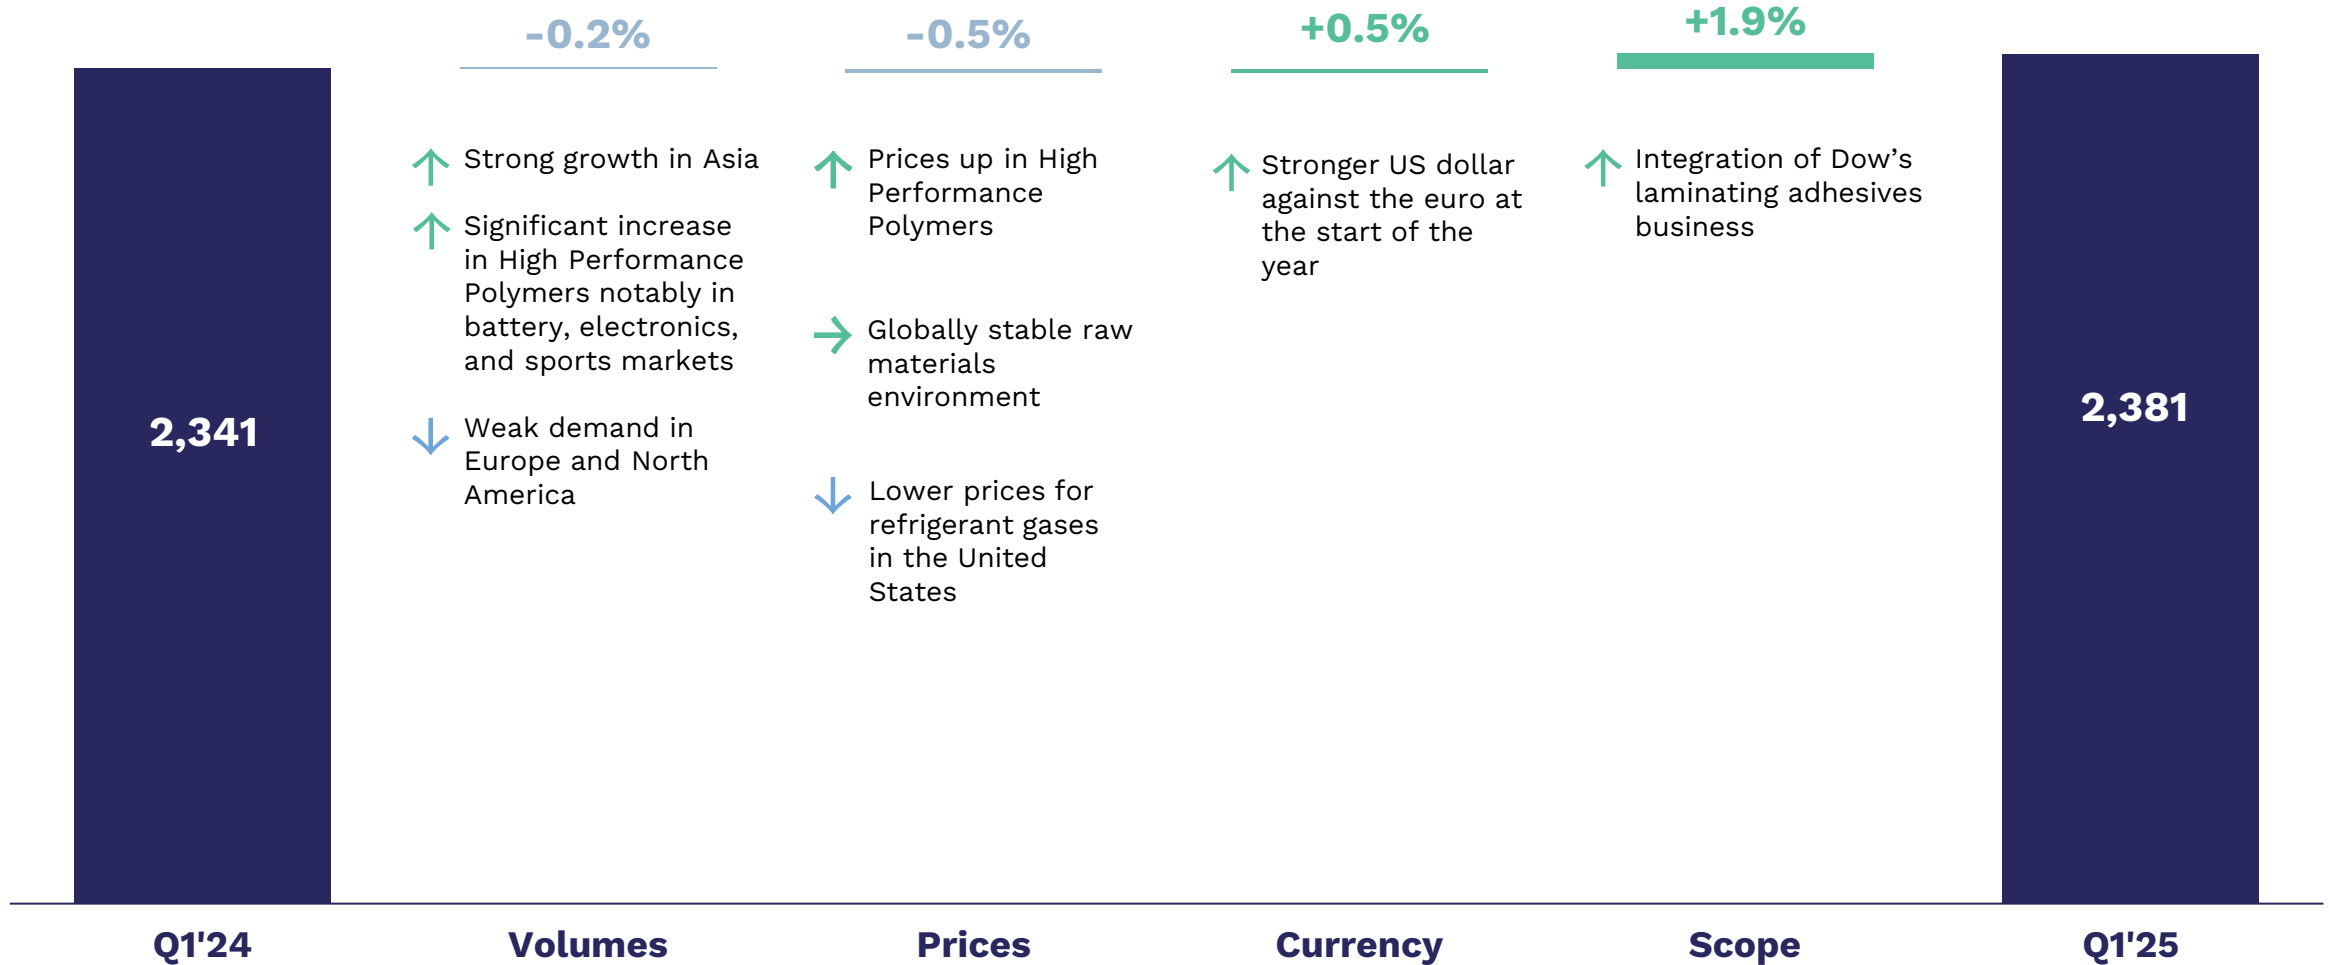 -0.2%
-0.5%
+0.5%
+1.9%
2,341
Strong growth in Asia
Significant increase
in High Performance
Polymers notably in
battery, electronics,
and sports markets
Weak demand in
Europe and North
America
Prices up in High
Performance
Polymers
Globally stable raw
materials
environment
Lower prices for
refrigerant gases
in the United
States
Stronger US dollar
against the euro at
the start of the
year
Integration of Dow’s
laminating adhesives
business
2,381
Q1'24
Volumes
Prices
Currency
Scope
Q1'25